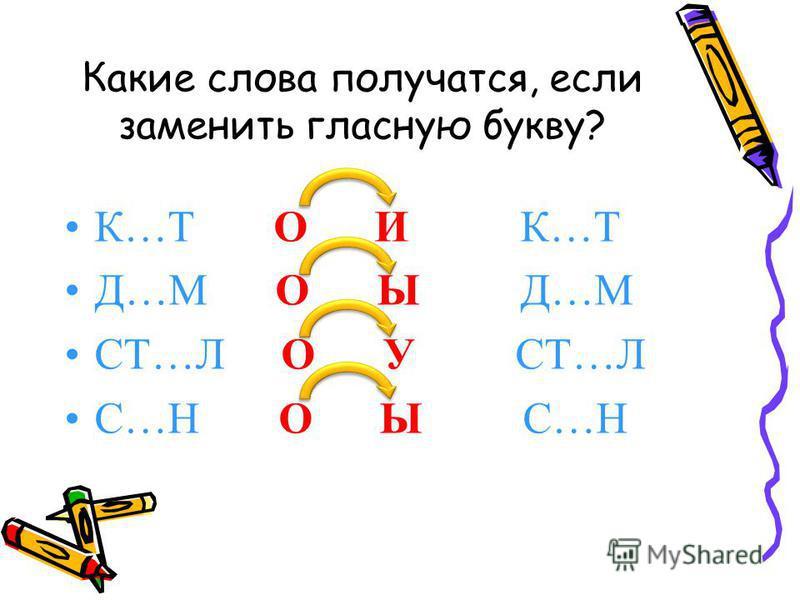 Какие слова получатся, если
заменить гласную букву?
• К…Т О И К…Т
• Д…М О Ы Д…М
• СТ…Л О У СТ…Л
• С…Н О Ы С…Н
MyShared